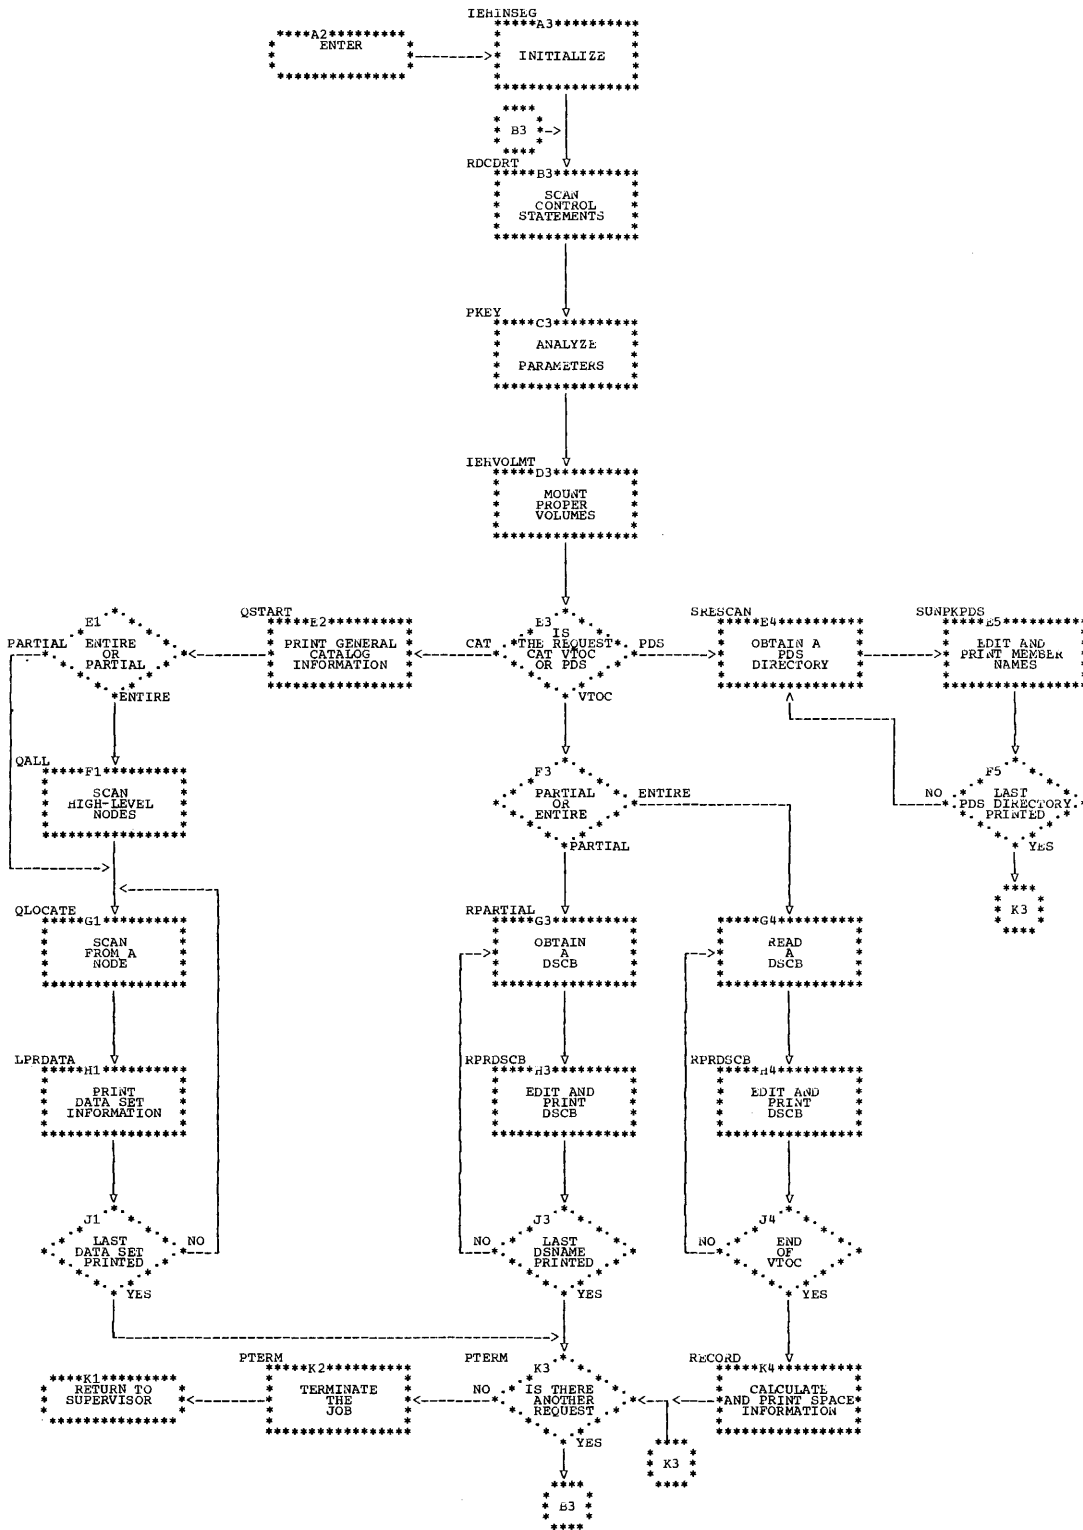 IEHINSEG
A2
ENTER
A3
INITIALIZE
B3
RDCDRT
B3
SCAN
CONTROL
STATEMENTS
PKEY
C3
ANALYZE
PARAMETERS
IEHVOLMT
D3
MOUNT
PROPER
VOLUMES
E1
ENTIRE
OR
PARTIAL
PARTIAL
ENTIRE
QSTART
E2
PRINT GENERAL
CATALOG
INFORMATION
CAT
E3
IS
THE REQUEST
CAT VTOC
OR PDS
PDS
VTOC
SRESCAN
E4
OBTAIN A
PDS
DIRECTORY
SUNPKPDS
E5
EDIT AND
PRINT MEMBER
NAMES
QALL
F1
SCAN
HIGH-LEVEL
NODES
F3
PARTIAL
OR
ENTIRE
ENTIRE
PARTIAL
F5
NO
LAST
PDS DIRECTORY
PRINTED
YES
K3
QLOCATE
G1
SCAN
FROM A
NODE
RPARTIAL
G3
OBTAIN
A
DSCB
G4
READ
A
DSCB
LPRDATA
H1
PRINT
DATA SET
INFORMATION
RPRDSCB
H3
EDIT AND
PRINT
DSCB
RPRDSCB
H4
EDIT AND
PRINT
DSCB
J1
LAST
DATA SET
PRINTED
NO
YES
J3
NO
LAST
DSNAME
PRINTED
YES
J4
NO
END
OF
VTOC
YES
K1
RETURN TO
SUPERVISOR
PTERM
K2
TERMINATE
THE
JOB
PTERM
K3
NO
IS THERE
ANOTHER
REQUEST
YES
RECORD
K4
CALCULATE
AND PRINT SPACE
INFORMATION
K3
B3